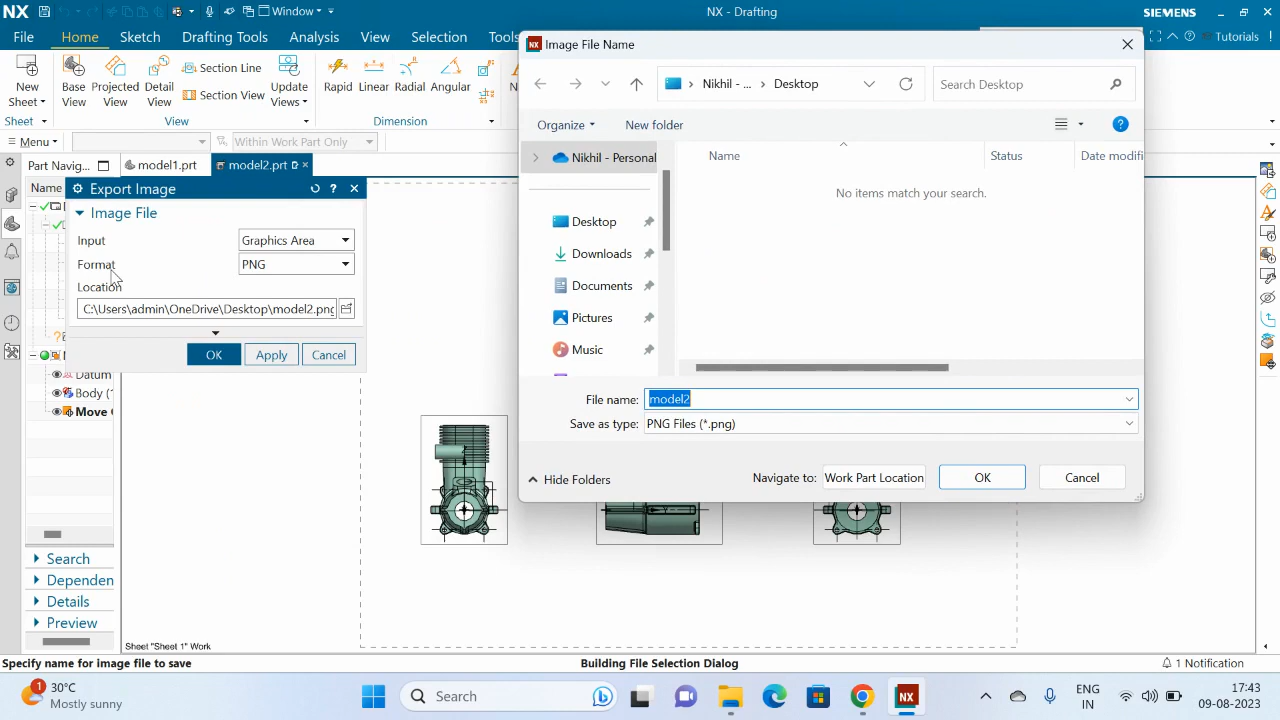 NX
Window
NX - Drafting
SIEMENS
File
Home
Sketch
Drafting Tools
Analysis
View
Selection
Tools
Tutorials
New
Sheet
Base
View
Projected
View
Detail
View
Section Line
Section View
Update
Views
Rapid
Linear
Radial
Angular
Sheet
View
Dimension
Menu
Within Work Part Only
Part Navig...
model1.prt
model2.prt
Name
Export Image
Image File
Input
Graphics Area
Format
PNG
Location
C:\Users\admin\OneDrive\Desktop\model2.png
OK
Apply
Cancel
Datum
Body (1
Move
Search
Dependen
Details
Preview
Image File Name
Nikhil - ...
Desktop
Search Desktop
Organize
New folder
Nikhil - Personal
Name
Status
Date modifi
No items match your search.
Desktop
Downloads
Documents
Pictures
Music
File name:
model2
Save as type:
PNG Files (*.png)
Hide Folders
Navigate to:
Work Part Location
OK
Cancel
Sheet "Sheet 1" Work
Specify name for image file to save
Building File Selection Dialog
1 Notification
1
30°C
Mostly sunny
Search
NX
ENG
IN
17:43
09-08-2023